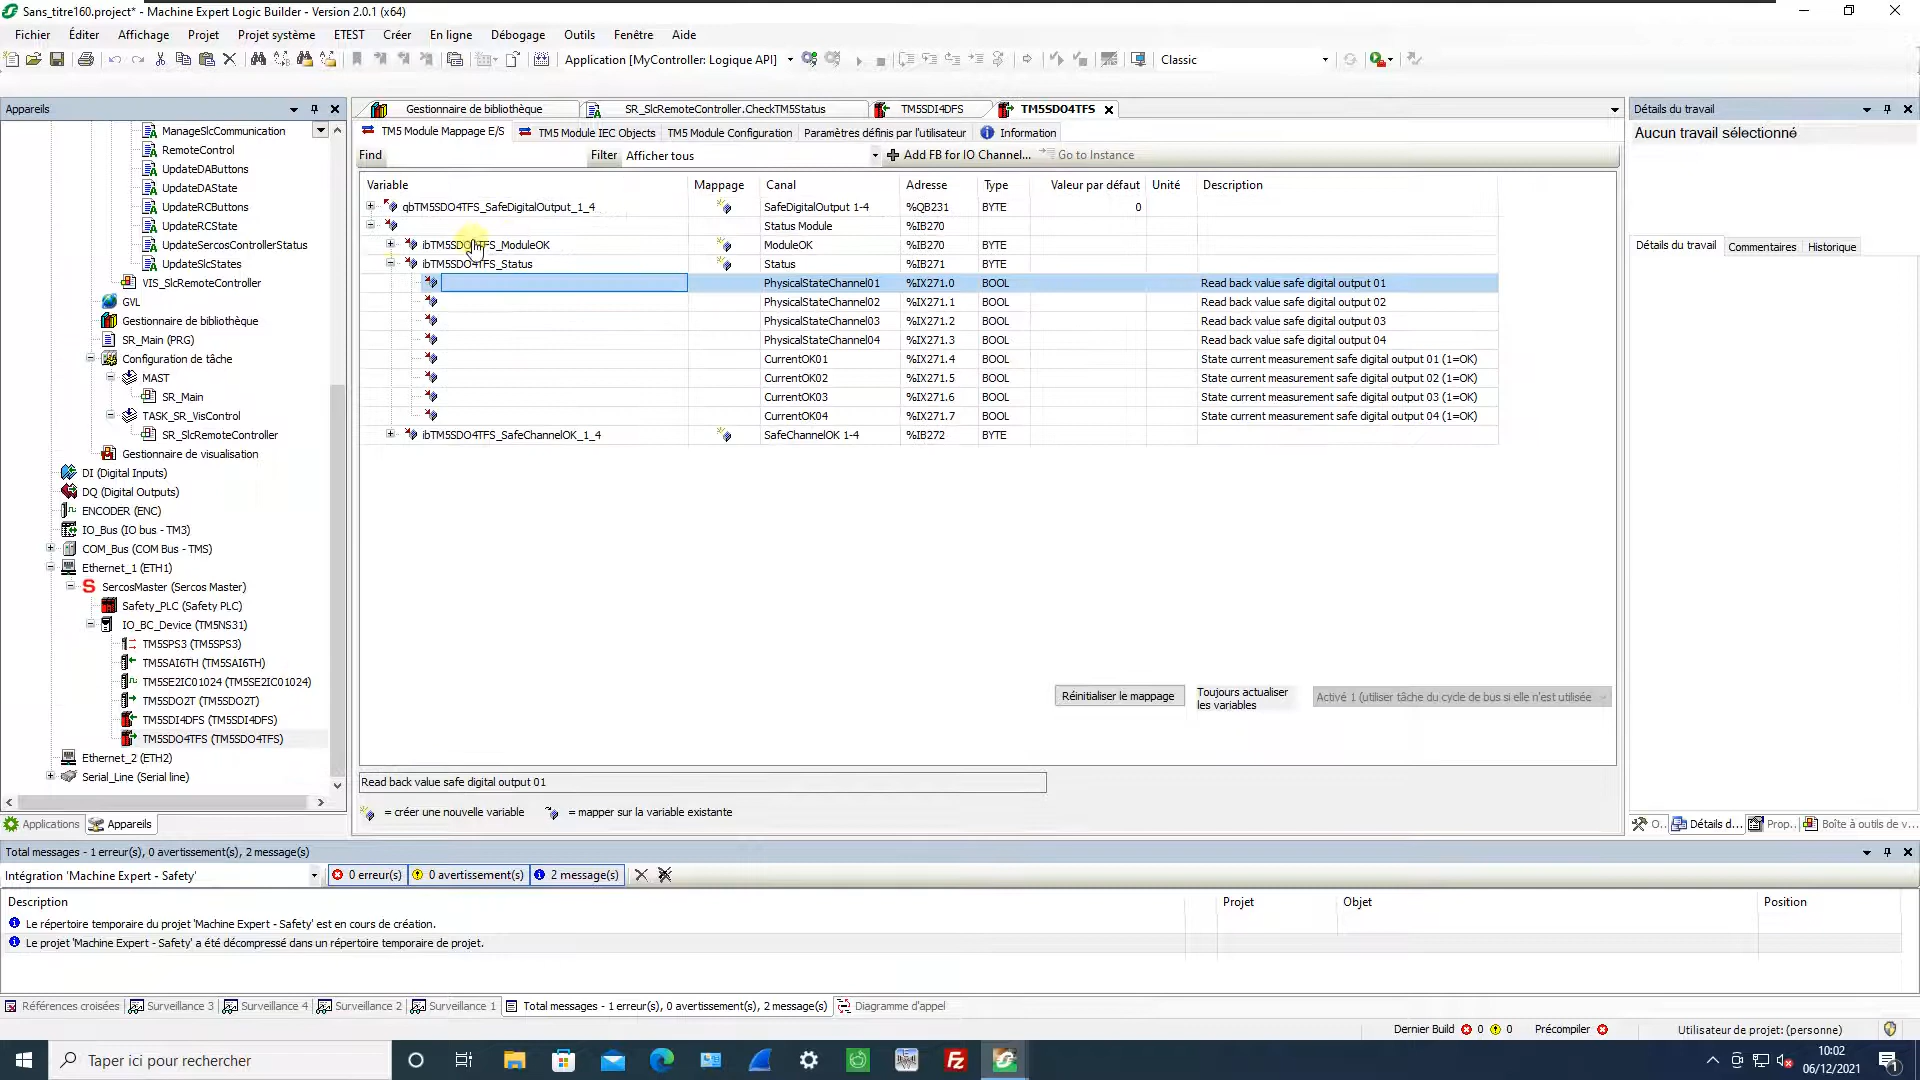 Sans_titre160.project* - Machine Expert Logic Builder - Version 2.0.1 (x64)
Fichier Éditer Affichage Projet Projet système ETEST Créer En ligne Débogage Outils Fenêtre Aide
Application [MyController: Logique API] Classic
Appareils
ManageSlcCommunication
RemoteControl
UpdateDAButtons
UpdateDAState
UpdateRCButtons
UpdateRCState
UpdateSercosControllerStatus
UpdateSlcStates
VIS_SlcRemoteController
GVL
Gestionnaire de bibliothèque
SR_Main (PRG)
Configuration de tâche
MAST
SR_Main
TASK_SR_VisControl
SR_SlcRemoteController
Gestionnaire de visualisation
DI (Digital Inputs)
DQ (Digital Outputs)
ENCODER (ENC)
IO_Bus (IO bus - TM3)
COM_Bus (COM Bus - TMS)
Ethernet_1 (ETH1)
SercosMaster (Sercos Master)
Safety_PLC (Safety PLC)
IO_BC_Device (TM5NS31)
TM5SPS3 (TM5SPS3)
TM5SAI6TH (TM5SAI6TH)
TM5SE2IC01024 (TM5SE2IC01024)
TM5SDO2T (TM5SDO2T)
TM5SDI4DFS (TM5SDI4DFS)
TM5SDO4TFS (TM5SDO4TFS)
Ethernet_2 (ETH2)
Serial_Line (Serial line)
Applications Appareils
Gestionnaire de bibliothèque SR_SlcRemoteController.CheckTM5Status TM5SDI4DFS TM5SDO4TFS
TM5 Module Mappage E/S TM5 Module IEC Objects TM5 Module Configuration Paramètres définis par l'utilisateur Information
Find Filter Afficher tous Add FB for IO Channel... Go to Instance
Variable Mappage Canal Adresse Type Valeur par défaut Unité Description
qbTM5SDO4TFS_SafeDigitalOutput_1_4 SafeDigitalOutput 1-4 %QB231 BYTE 0
Status Module %IB270
ibTM5SDO4TFS_ModuleOK ModuleOK %IB270 BYTE
ibTM5SDO4TFS_Status Status %IB271 BYTE
PhysicalStateChannel01 %IX271.0 BOOL Read back value safe digital output 01
PhysicalStateChannel02 %IX271.1 BOOL Read back value safe digital output 02
PhysicalStateChannel03 %IX271.2 BOOL Read back value safe digital output 03
PhysicalStateChannel04 %IX271.3 BOOL Read back value safe digital output 04
CurrentOK01 %IX271.4 BOOL State current measurement safe digital output 01 (1=OK)
CurrentOK02 %IX271.5 BOOL State current measurement safe digital output 02 (1=OK)
CurrentOK03 %IX271.6 BOOL State current measurement safe digital output 03 (1=OK)
CurrentOK04 %IX271.7 BOOL State current measurement safe digital output 04 (1=OK)
ibTM5SDO4TFS_SafeChannelOK_1_4 SafeChannelOK 1-4 %IB272 BYTE
Réinitialiser le mappage Toujours actualiser les variables Activé 1 (utiliser tâche du cycle de bus si elle n'est utilisée
Read back value safe digital output 01
= créer une nouvelle variable = mapper sur la variable existante
Détails du travail
Aucun travail sélectionné
Détails du travail Commentaires Historique
O... Détails d... Prop... Boîte à outils de v...
Total messages - 1 erreur(s), 0 avertissement(s), 2 message(s)
Intégration 'Machine Expert - Safety' 0 erreur(s) 0 avertissement(s) 2 message(s)
Description Projet Objet Position
Le répertoire temporaire du projet 'Machine Expert - Safety' est en cours de création.
Le projet 'Machine Expert - Safety' a été décompressé dans un répertoire temporaire de projet.
Références croisées Surveillance 3 Surveillance 4 Surveillance 2 Surveillance 1 Total messages - 1 erreur(s), 0 avertissement(s), 2 message(s) Diagramme d'appel
Dernier Build 0 0 Précompiler Utilisateur de projet: (personne)
Taper ici pour rechercher
10:02
06/12/2021
1